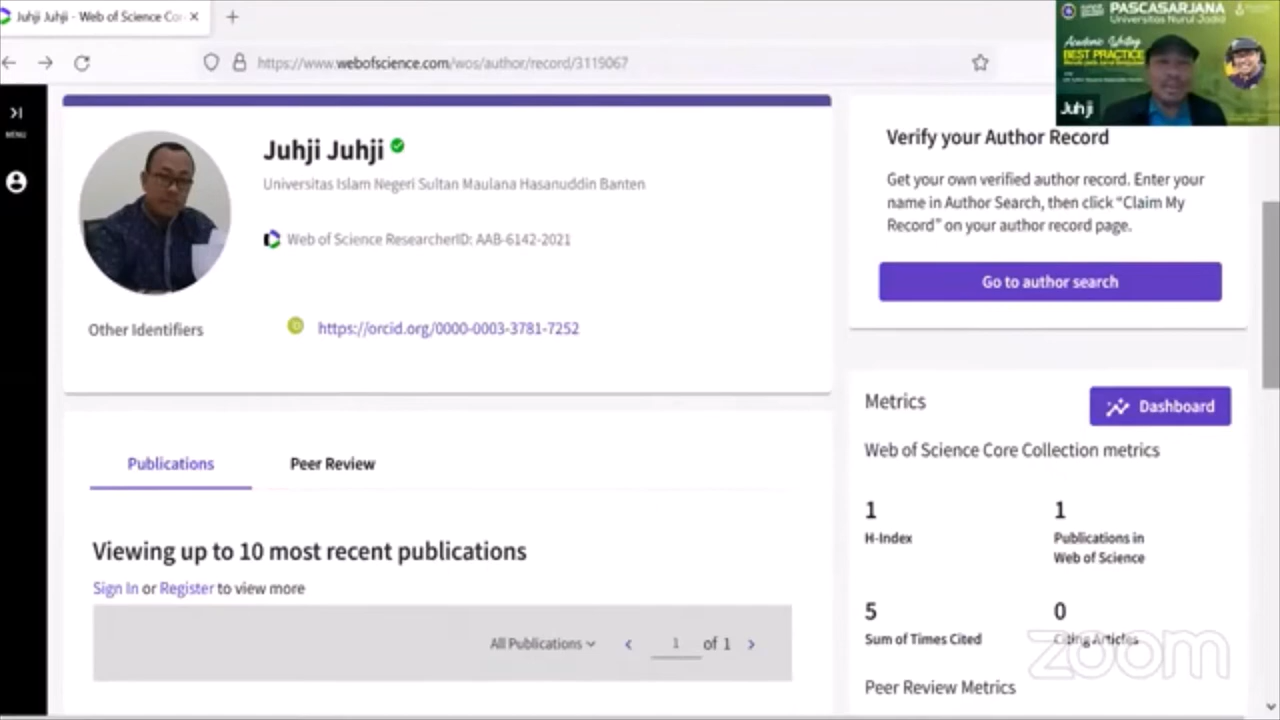 Juhji Juhji - Web of Science Co
https://www.webofscience.com/wos/author/record/3119067
MENU
Juhji Juhji
Universitas Islam Negeri Sultan Maulana Hasanuddin Banten
Web of Science ResearcherID: AAB-6142-2021
Other Identifiers
https://orcid.org/0000-0003-3781-7252
Publications
Peer Review
Viewing up to 10 most recent publications
Sign In or Register to view more
All Publications
1 of 1
PASCASARJANA
Universitas Nurul Jadid
Academic Writing
BEST PRACTICE
Juhji
Verify your Author Record
Get your own verified author record. Enter your
name in Author Search, then click “Claim My
Record” on your author record page.
Go to author search
Metrics
Dashboard
Web of Science Core Collection metrics
1
H-Index
1
Publications in
Web of Science
5
Sum of Times Cited
0
Citing Articles
zoom
Peer Review Metrics